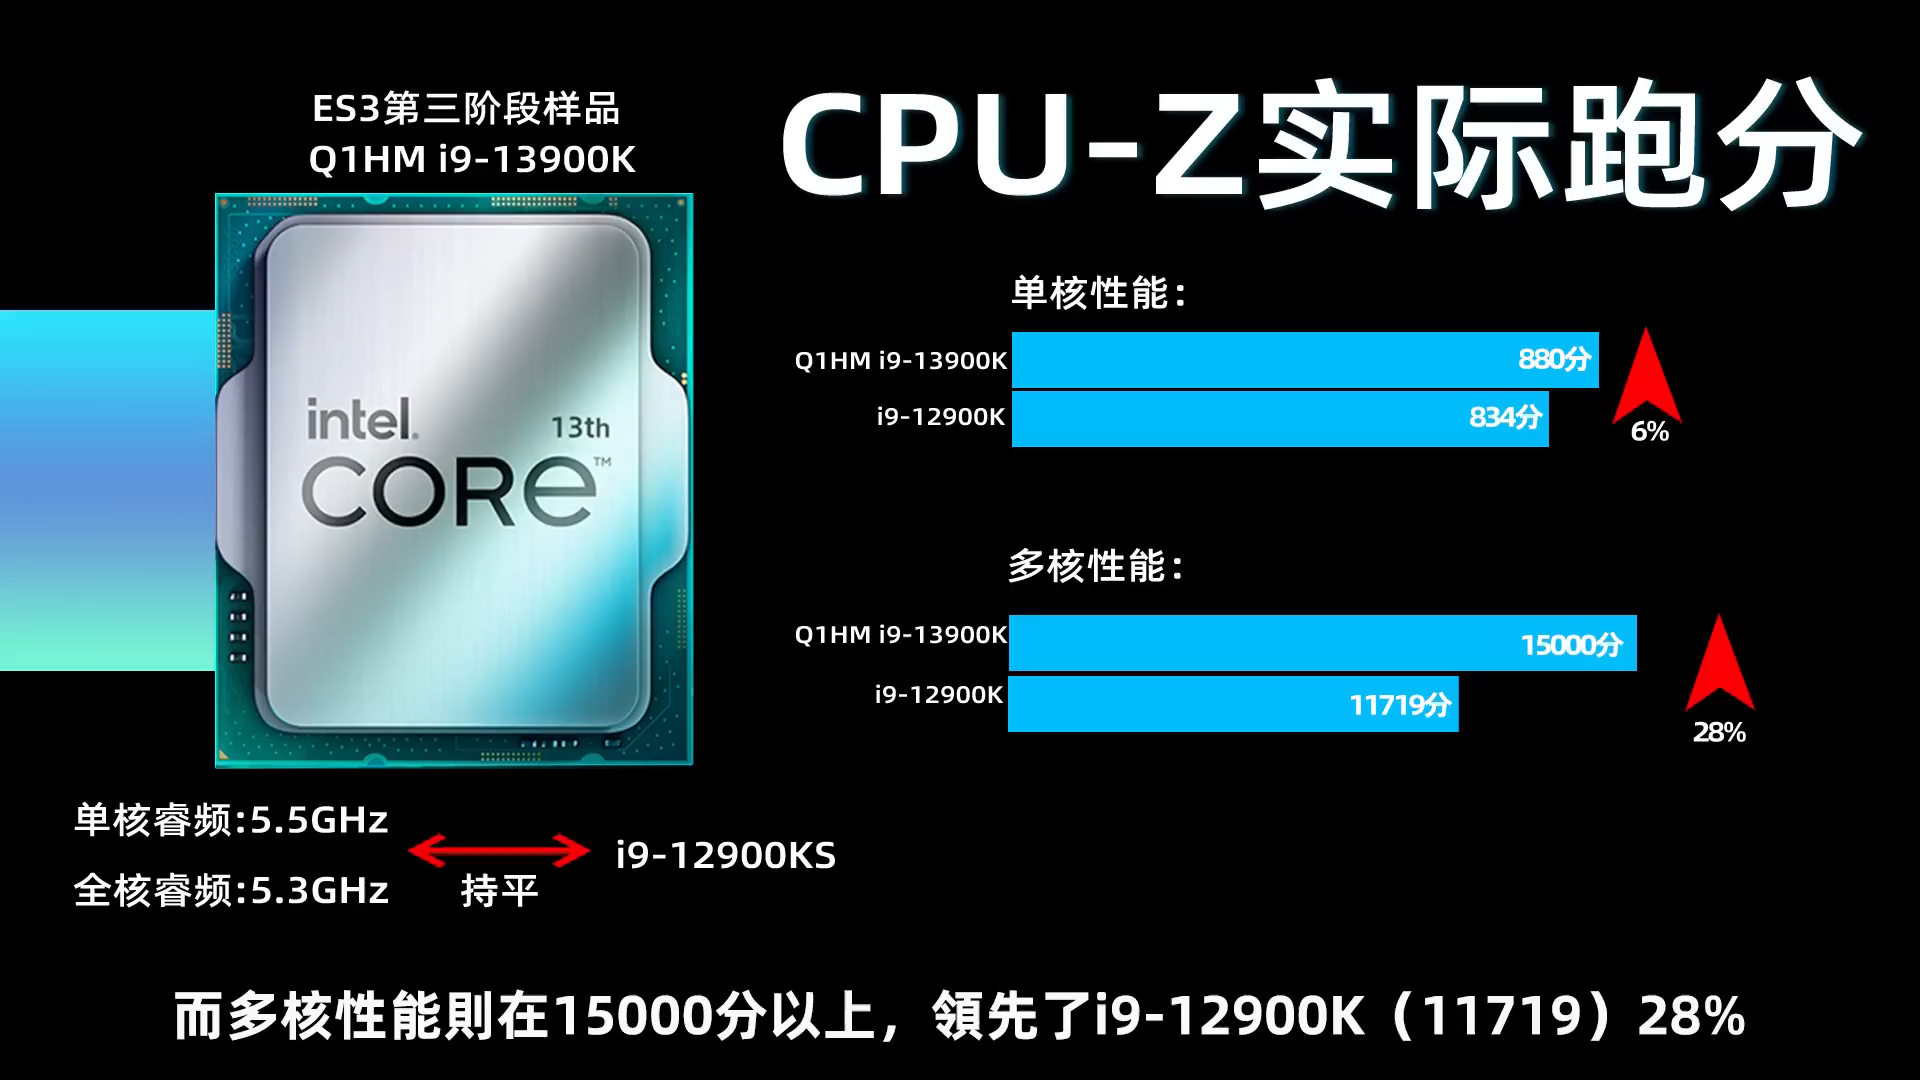 ES3第三阶段样品
Q1HM i9-13900K
CPU-Z实际跑分
intel.
13th
CORE™
单核性能：
Q1HM i9-13900K
880分
i9-12900K
834分
6%
多核性能：
Q1HM i9-13900K
15000分
i9-12900K
11719分
28%
单核睿频:5.5GHz
全核睿频:5.3GHz
持平
i9-12900KS
而多核性能則在15000分以上，領先了i9-12900K（11719）28%